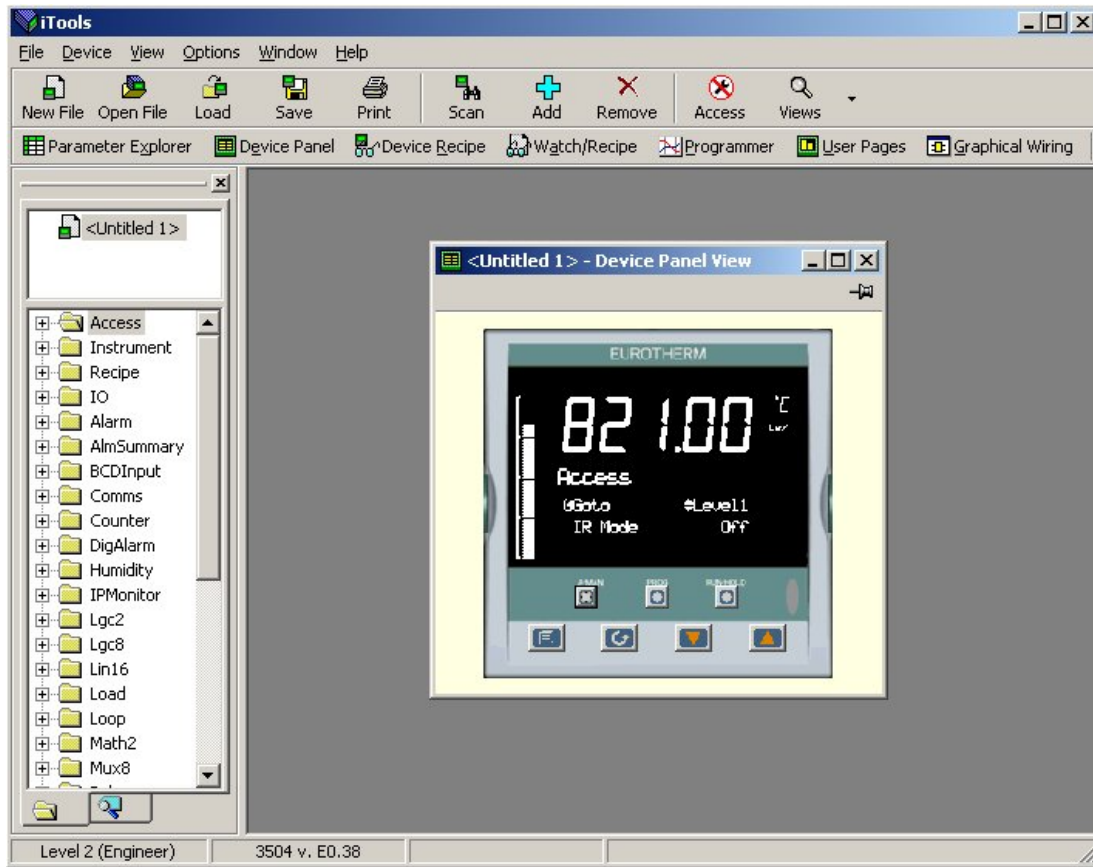 iTools
File Device View Options Window Help
New File Open File Load Save Print Scan Add Remove Access Views
Parameter Explorer Device Panel Device Recipe Watch/Recipe Programmer User Pages Graphical Wiring
<Untitled 1>
<Untitled 1> - Device Panel View
Access
Instrument
Recipe
IO
Alarm
AlmSummary
BCDInput
Comms
Counter
DigAlarm
Humidity
IPMonitor
Lgc2
Lgc8
Lin16
Load
Loop
Math2
Mux8
EUROTHERM
821.00 °C
Access
Goto Level1
IR Mode Off
PROG RUN/HOLD
Level 2 (Engineer) 3504 v. E0.38